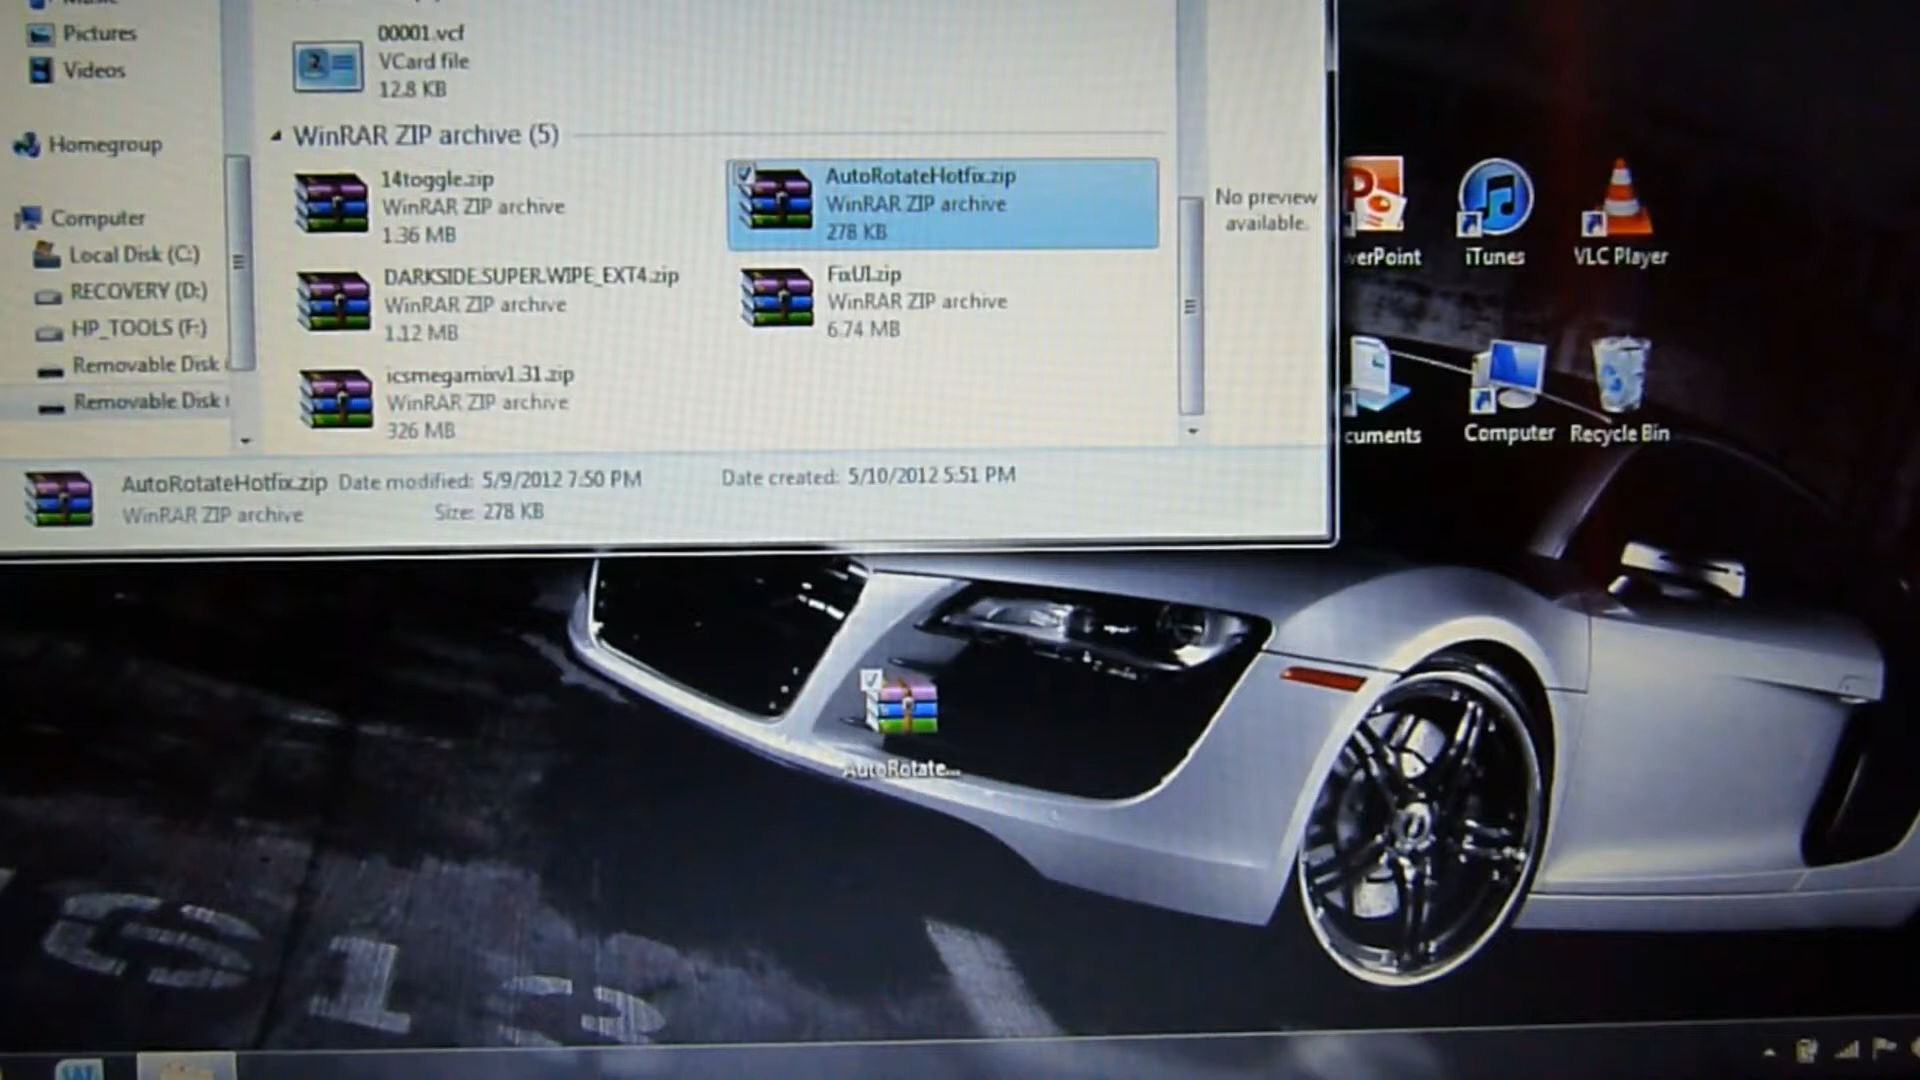 Pictures
Videos
Homegroup
Computer
Local Disk (C:)
RECOVERY (D:)
HP_TOOLS (F:)
Removable Disk
Removable Disk
00001.vcf
VCard file
12.8 KB
WinRAR ZIP archive (5)
14toggle.zip
WinRAR ZIP archive
1.36 MB
AutoRotateHotfix.zip
WinRAR ZIP archive
278 KB
DARKSIDE.SUPER.WIPE_EXT4.zip
WinRAR ZIP archive
1.12 MB
FixUI.zip
WinRAR ZIP archive
6.74 MB
icsmegamixv1.31.zip
WinRAR ZIP archive
326 MB
No preview
available.
AutoRotateHotfix.zip Date modified: 5/9/2012 7:50 PM Date created: 5/10/2012 5:51 PM
WinRAR ZIP archive Size: 278 KB
verPoint
iTunes
VLC Player
cuments
Computer
Recycle Bin
AutoRotate...